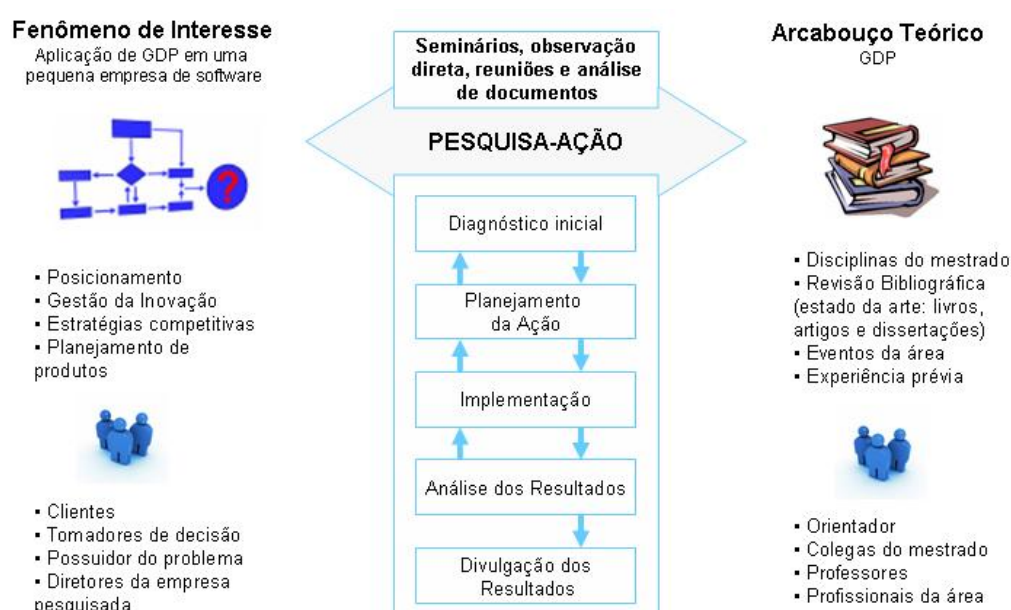 Fenômeno de Interesse
Aplicação de GDP em uma
pequena empresa de software
▪ Posicionamento
▪ Gestão da Inovação
▪ Estratégias competitivas
▪ Planejamento de
produtos
▪ Clientes
▪ Tomadores de decisão
▪ Possuidor do problema
▪ Diretores da empresa
pesquisada
Seminários, observação
direta, reuniões e análise
de documentos
PESQUISA-AÇÃO
Diagnóstico inicial
Planejamento
da Ação
Implementação
Análise dos Resultados
Divulgação dos
Resultados
Arcabouço Teórico
GDP
▪ Disciplinas do mestrado
▪ Revisão Bibliográfica
(estado da arte: livros,
artigos e dissertações)
▪ Eventos da área
▪ Experiência prévia
▪ Orientador
▪ Colegas do mestrado
▪ Professores
▪ Profissionais da área
?